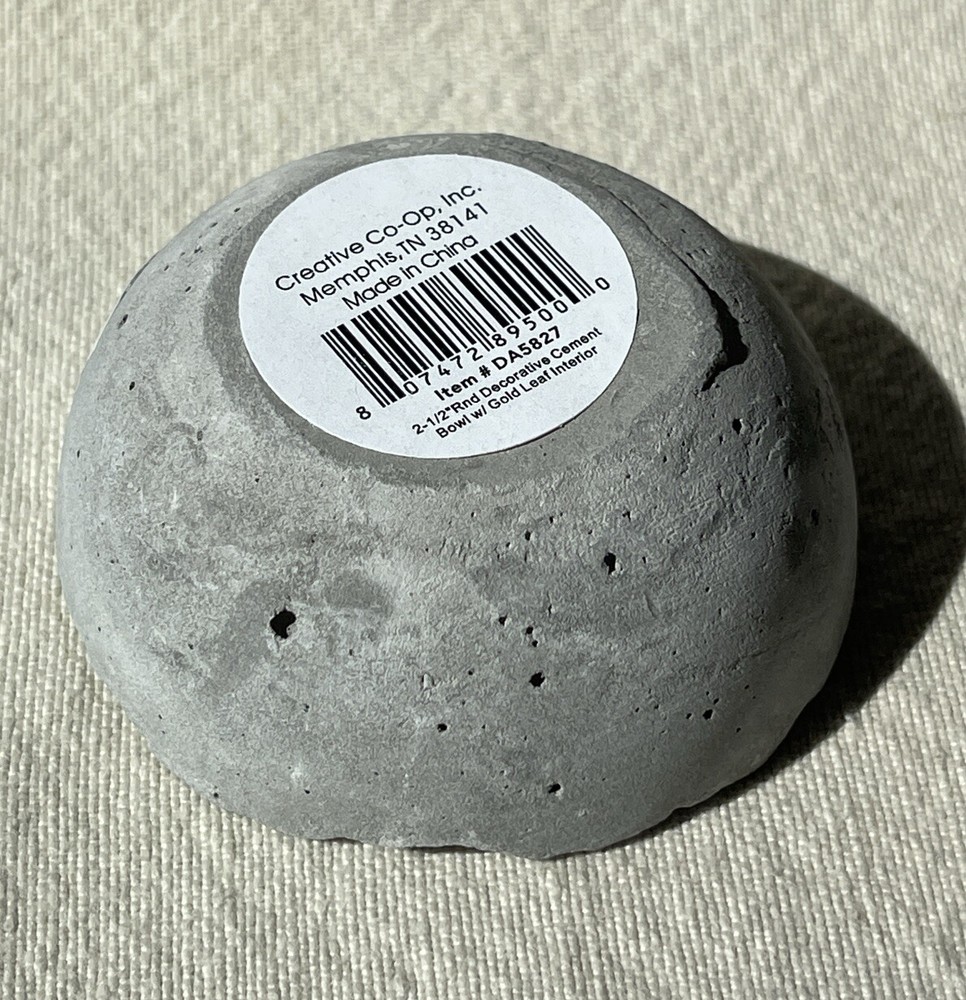 Creative Co-Op, Inc.
Memphis, TN 38141
Made in China
8 07472 89500 0
Item # DA5827
2-1/2"Rnd Decorative Cement
Bowl w/ Gold Leaf Interior